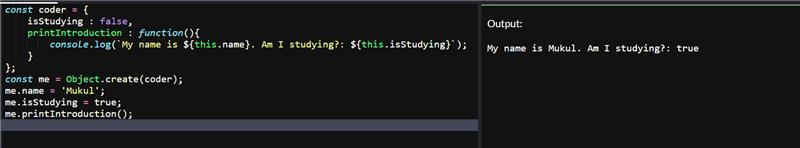 const coder = {
    isStudying : false,
    printIntroduction : function(){
        console.log(`My name is ${this.name}. Am I studying?: ${this.isStudying}`);
    }
};
const me = Object.create(coder);
me.name = 'Mukul';
me.isStudying = true;
me.printIntroduction();
Output:
My name is Mukul. Am I studying?: true